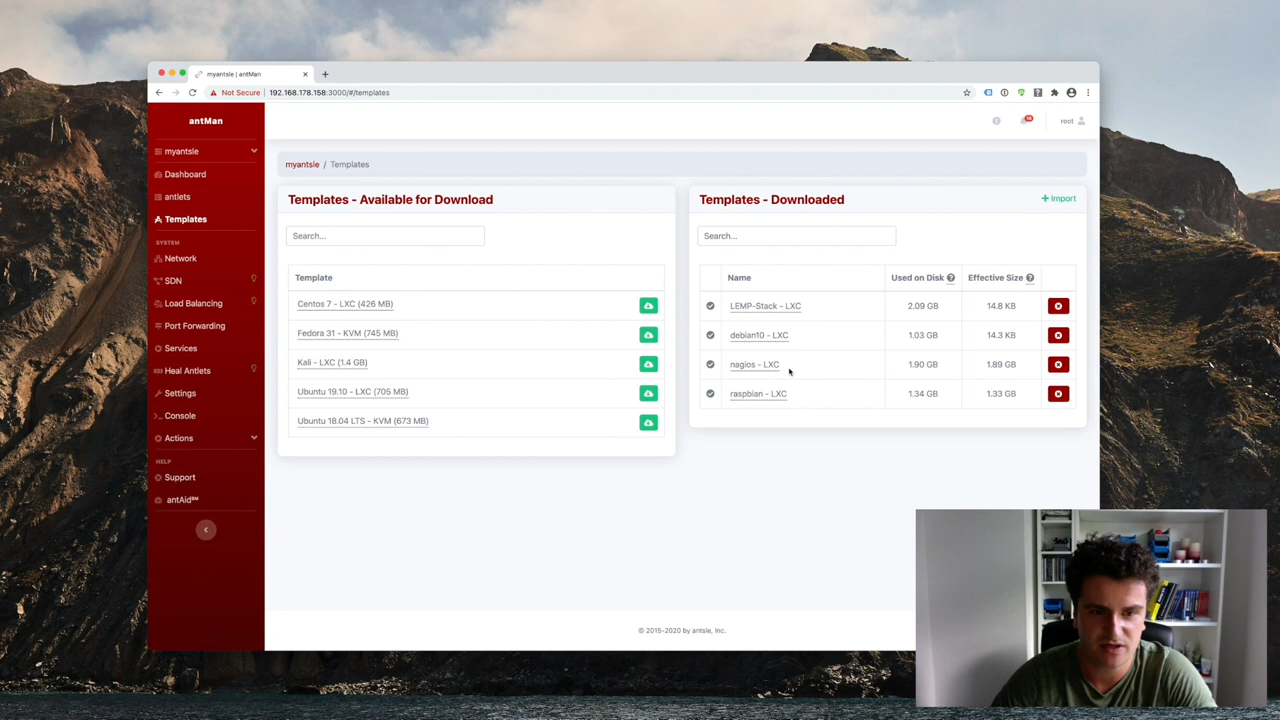 myantsle | antMan
Not Secure
192.168.178.158:3000/#/templates
antMan
myantsle
Dashboard
antlets
Templates
SYSTEM
Network
SDN
Load Balancing
Port Forwarding
Services
Heal Antlets
Settings
Console
Actions
HELP
Support
antAid℠
root
myantsle / Templates
Templates - Available for Download
Search...
Template
Centos 7 - LXC (426 MB)
Fedora 31 - KVM (745 MB)
Kali - LXC (1.4 GB)
Ubuntu 19.10 - LXC (705 MB)
Ubuntu 18.04 LTS - KVM (673 MB)
Templates - Downloaded
+ Import
Search...
Name Used on Disk Effective Size
LEMP-Stack - LXC 2.09 GB 14.8 KB
debian10 - LXC 1.03 GB 14.3 KB
nagios - LXC 1.90 GB 1.89 GB
raspbian - LXC 1.34 GB 1.33 GB
© 2015-2020 by antsle, Inc.